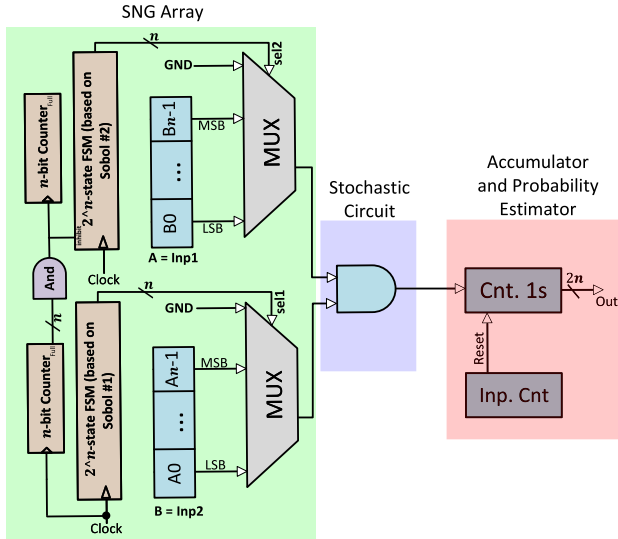 SNG Array
n
sel2
GND
n-bit Counter
Full
2^n-state FSM (based on
Sobol #2)
inhibit
Bn-1
...
B0
MSB
LSB
MUX
A = Inp1
Clock
And
n
n
sel1
GND
n-bit Counter
Full
2^n-state FSM (based on
Sobol #1)
An-1
...
A0
MSB
LSB
MUX
B = Inp2
Clock
Stochastic
Circuit
Accumulator
and Probability
Estimator
Cnt. 1s
2n
Out
Reset
Inp. Cnt